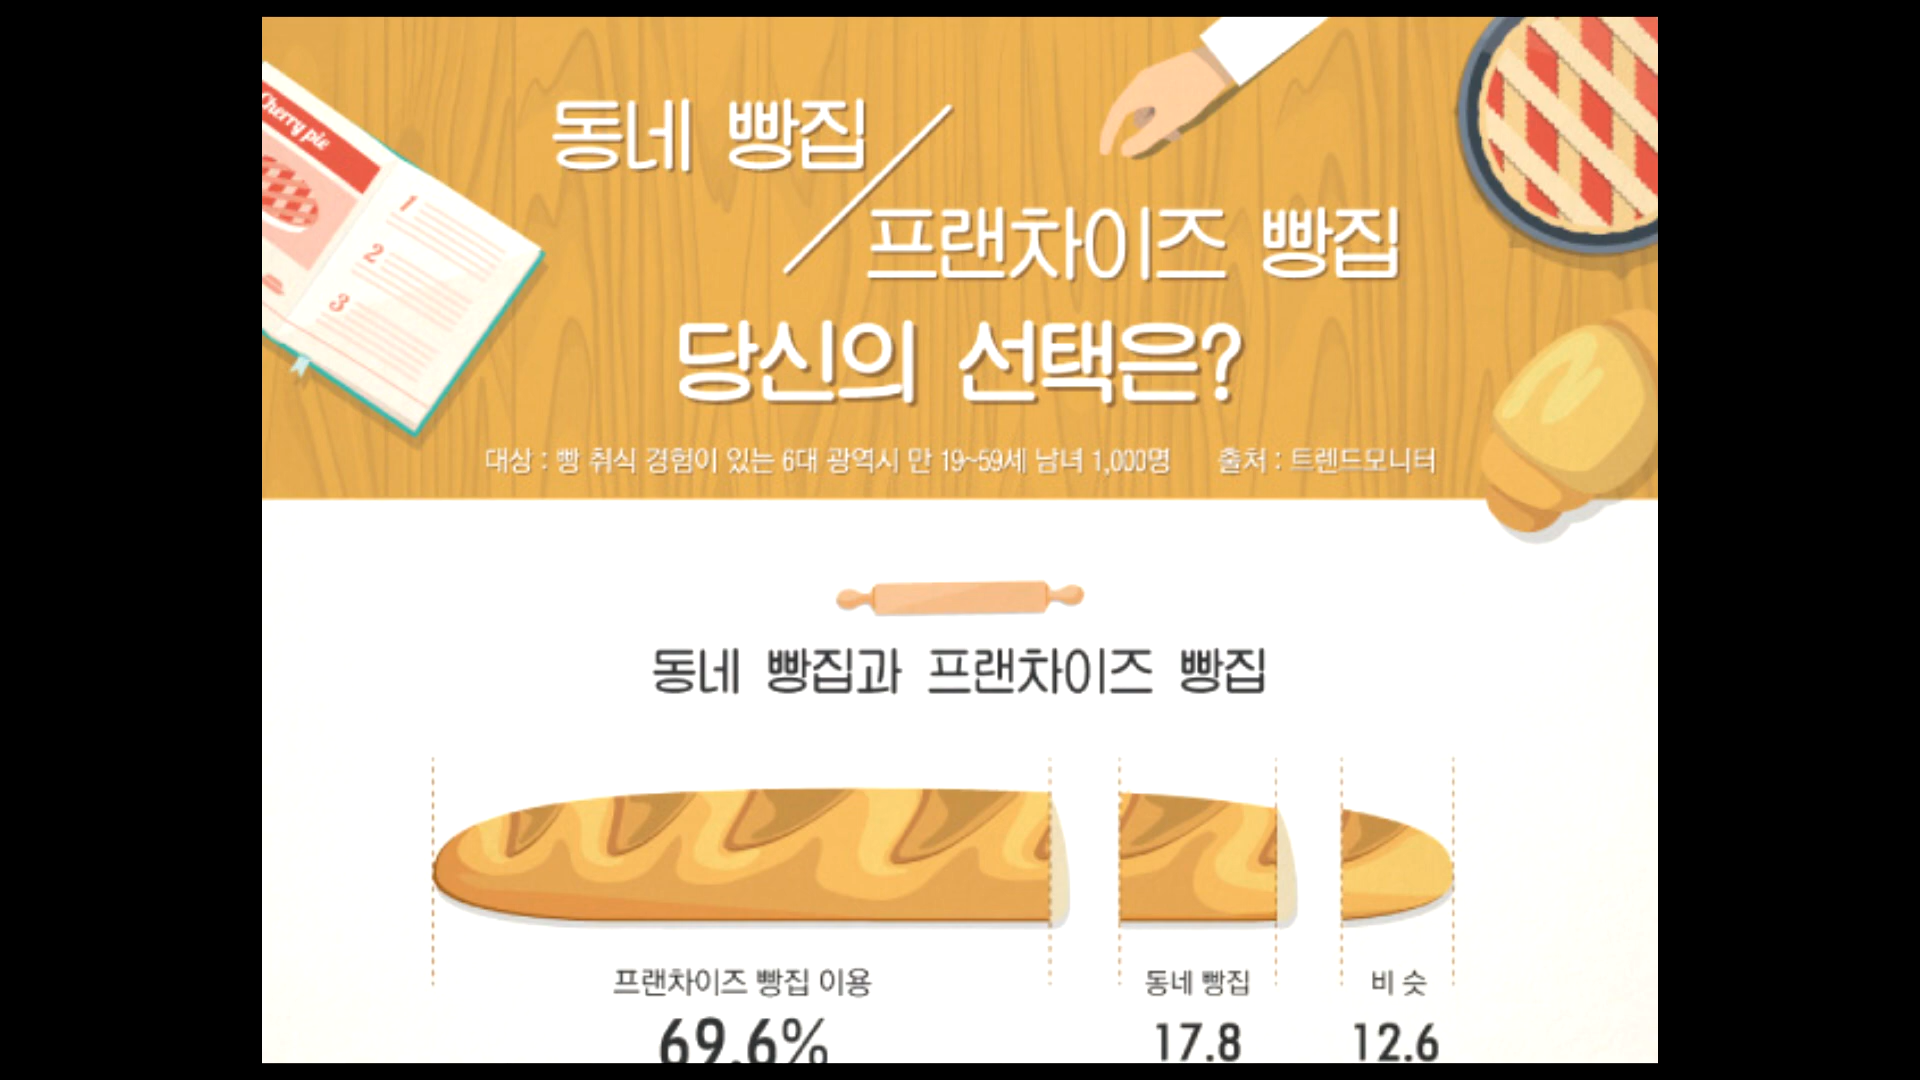 Cherry pie
1
2
3
동네 빵집
프랜차이즈 빵집
당신의 선택은?
대상 : 빵 취식 경험이 있는 6대 광역시 만 19~59세 남녀 1,000명 출처 : 트렌드모니터
동네 빵집과 프랜차이즈 빵집
프랜차이즈 빵집 이용 동네 빵집 비 슷
69.6% 17.8 12.6